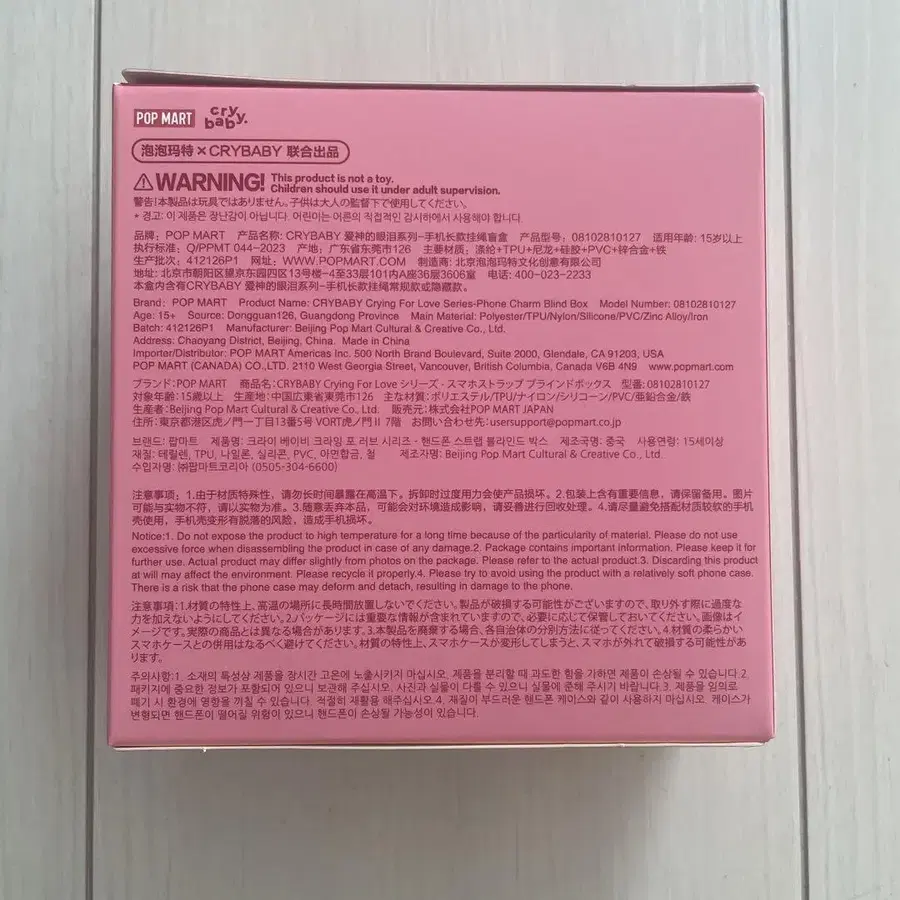 POP MART cry baby.
泡泡玛特×CRYBABY 联合出品
⚠WARNING! This product is not a toy.
Children should use it under adult supervision.
警告!本製品は玩具ではありません。子供は大人の監督下で使用してください。
* 경고: 이 제품은 장난감이 아닙니다. 어린이는 어른의 직접적인 감시하에서 사용해야 합니다.
品牌: POP MART 产品名称: CRYBABY 爱神的眼泪系列-手机长款挂绳盲盒 产品型号: 08102810127 适用年龄: 15岁以上
执行标准: Q/PPMT 044-2023 产地: 广东省东莞市126 主要材质: 涤纶+TPU+尼龙+硅胶+PVC+锌合金+铁
生产批次: 412126P1 网址: WWW.POPMART.COM 制造商: 北京泡泡玛特文化创意有限公司
地址: 北京市朝阳区望京东园四区13号楼-4至33层101内A座36层3606室 电话: 400-023-2233
本盒内含有CRYBABY 爱神的眼泪系列-手机长款挂绳常规款或隐藏款。
Brand: POP MART Product Name: CRYBABY Crying For Love Series-Phone Charm Blind Box Model Number: 08102810127
Age: 15+ Source: Dongguan126, Guangdong Province Main Material: Polyester/TPU/Nylon/Silicone/PVC/Zinc Alloy/Iron
Batch: 412126P1 Manufacturer: Beijing Pop Mart Cultural & Creative Co., Ltd.
Address: Chaoyang District, Beijing, China. Made in China
Importer/Distributor: POP MART Americas Inc. 500 North Brand Boulevard, Suite 2000, Glendale, CA 91203, USA
POP MART (CANADA) CO.,LTD. 2110 West Georgia Street, Vancouver, British Columbia, Canada V6B 4N9 www.popmart.com
ブランド:POP MART 商品名:CRYBABY Crying For Love シリーズ - スマホストラップ ブラインドボックス 型番: 08102810127
対象年齢: 15歳以上 生産地: 中国広東省東莞市126 主な材質: ポリエステル/TPU/ナイロン/シリコーン/PVC/亜鉛合金/鉄
生産者:Beijing Pop Mart Cultural & Creative Co., Ltd. 販売元:株式会社POP MART JAPAN
住所: 東京都港区虎ノ門一丁目13番5号 VORT虎ノ門II 7階 お問い合わせ先:usersupport@popmart.co.jp
브랜드: 팝마트 제품명: 크라이 베이비 크라잉 포 러브 시리즈 - 핸드폰 스트랩 블라인드 박스 제조국명: 중국 사용연령: 15세이상
재질: 테릴렌, TPU, 나일론, 실리콘, PVC, 아연합금, 철 제조자명: Beijing Pop Mart Cultural & Creative Co., Ltd.
수입자명: ㈜팝마트코리아 (0505-304-6600)
注意事项: 1.由于材质特殊性，请勿长时间暴露在高温下。拆卸时过度用力会使产品损坏。2.包装上含有重要信息，请保留备用。图片
可能与实物不符，请以实物为准。3.随意丢弃本品，可能会对环境造成影响，请妥善进行回收处理。4.请尽量避免搭配材质较软的手机
壳使用，手机壳变形有脱落的风险，造成手机损坏。
Notice:1. Do not expose the product to high temperature for a long time because of the particularity of material. Please do not use
excessive force when disassembling the product in case of any damage.2. Package contains important information. Please keep it for
further use. Actual product may differ slightly from photos on the package. Please refer to the actual product.3. Discarding this product
at will may affect the environment. Please recycle it properly.4. Please try to avoid using the product with a relatively soft phone case.
There is a risk that the phone case may deform and detach, resulting in damage to the phone.
注意事項:1.材質の特性上、高温の場所に長時間放置しないでください。製品が破損する可能性がございますので、取り外す際に過度な
力を加えないようにしてください。2.パッケージには重要な情報が含まれていますので、必要に応じて保管しておいてください。画像はイ
メージです。実際の商品とは異なる場合があります。3.本製品を廃棄する場合、各自治体の分別方法に従ってください。4.材質の柔らかい
スマホケースとの併用はなるべく避けてください。材質の特性上、スマホケースが変形してしまうと、スマホが外れて破損する可能性があ
ります。
주의사항:1. 소재의 특성상 제품을 장시간 고온에 노출시키지 마십시오. 제품을 분리할 때 과도한 힘을 가하면 제품이 손상될 수 있습니다.2.
패키지에 중요한 정보가 포함되어 있으니 보관해 주십시오. 사진과 실물이 다를 수 있으니 실물에 준해 주시기 바랍니다.3. 제품을 임의로
폐기 시 환경에 영향을 끼칠 수 있습니다. 적절히 재활용 해주십시오.4. 재질이 부드러운 핸드폰 케이스와 같이 사용하지 마십시오. 케이스가
변형되면 핸드폰이 떨어질 위험이 있으니 핸드폰이 손상될 가능성이 있습니다.